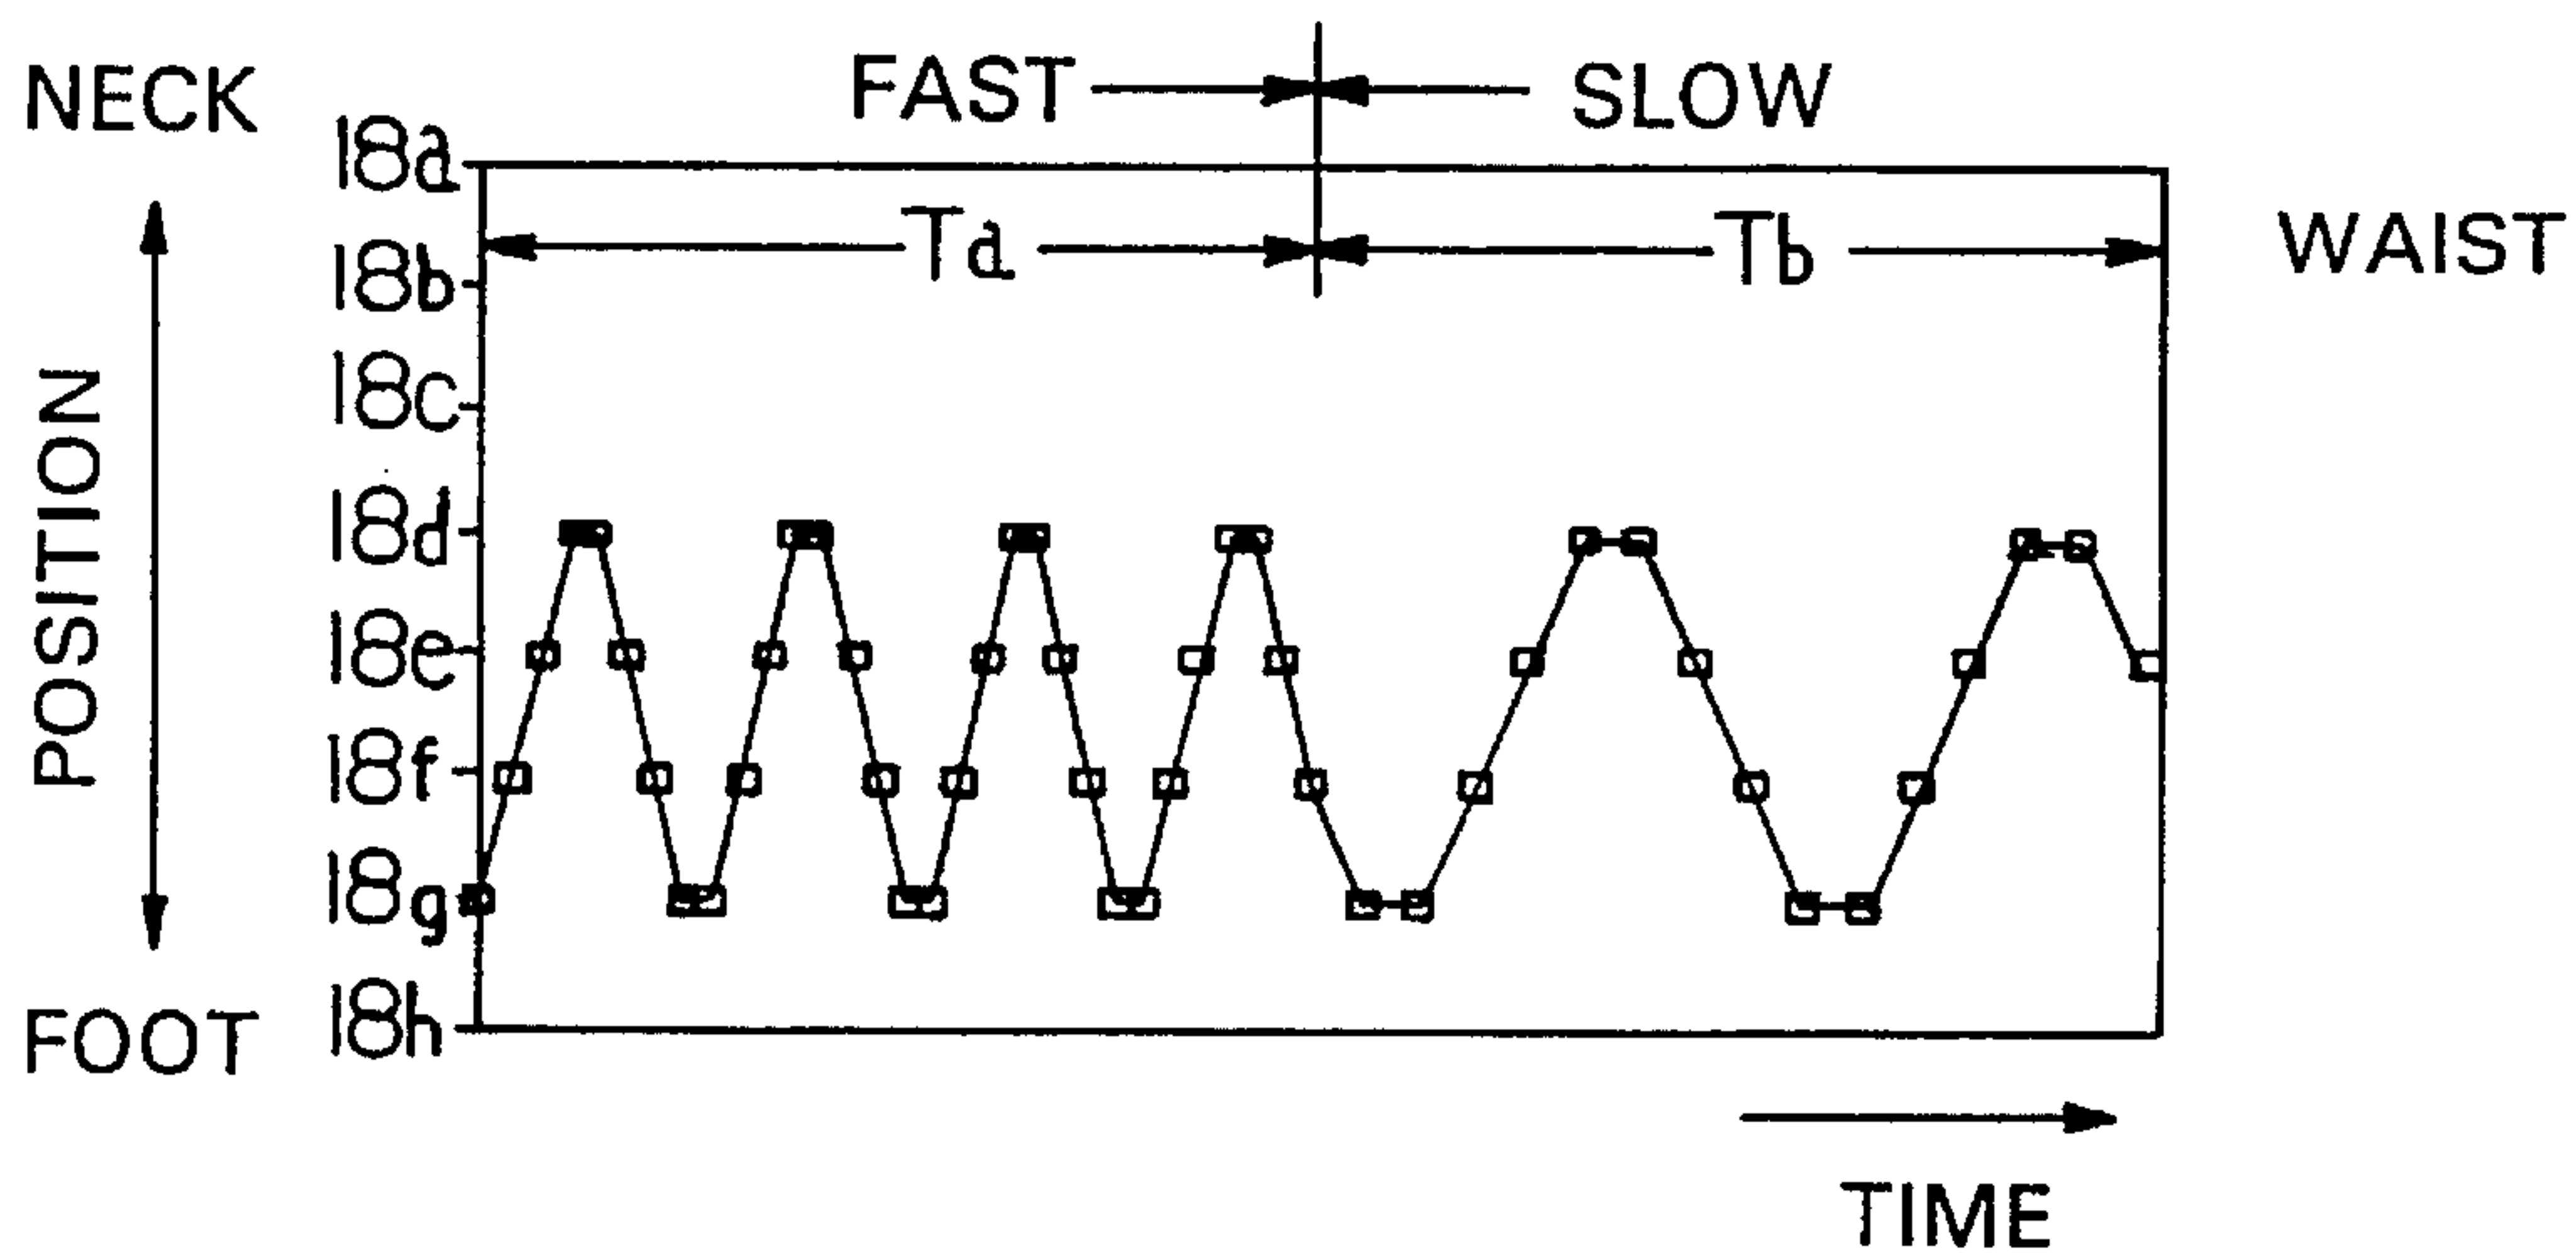 NECK
FAST
SLOW
18a
Ta
Tb
WAIST
18b
18c
POSITION
18d
18e
18f
18g
FOOT
18h
TIME